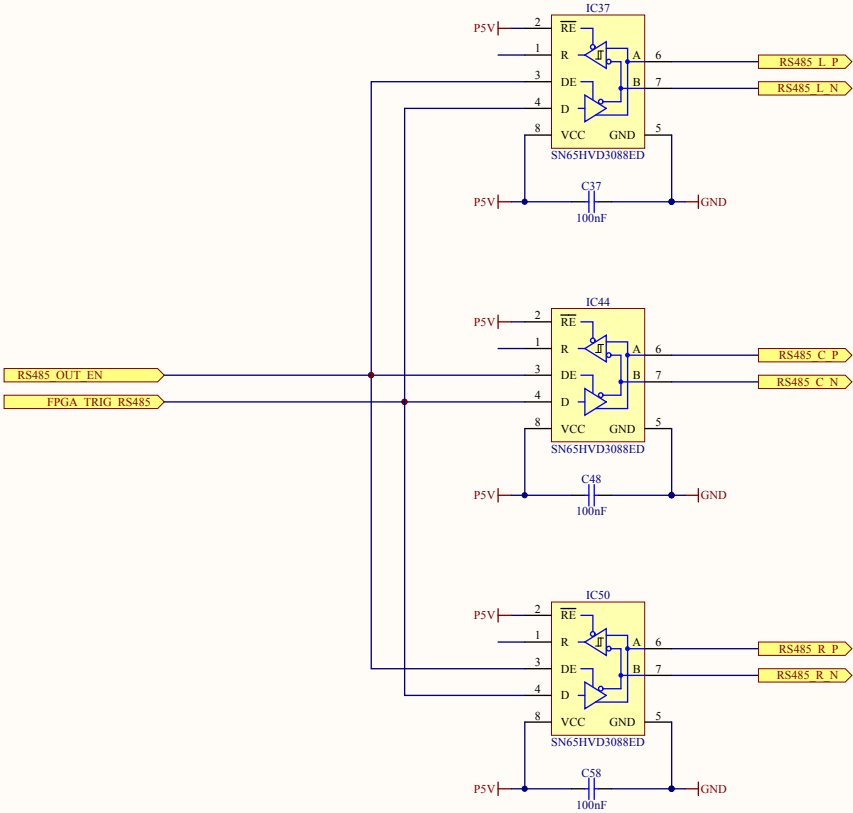 IC37
P5V 2 RE
1 R A 6 RS485_L_P
3 DE B 7 RS485_L_N
4 D
8 VCC GND 5
SN65HVD3088ED
C37
P5V GND
100nF
IC44
P5V 2 RE
1 R A 6 RS485_C_P
RS485_OUT_EN 3 DE B 7 RS485_C_N
FPGA_TRIG_RS485 4 D
8 VCC GND 5
SN65HVD3088ED
C48
P5V GND
100nF
IC50
P5V 2 RE
1 R A 6 RS485_R_P
3 DE B 7 RS485_R_N
4 D
8 VCC GND 5
SN65HVD3088ED
C58
P5V GND
100nF